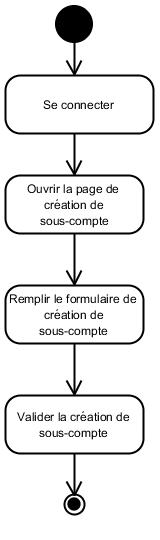 Se connecter
Ouvrir la page de
création de
sous-compte
Remplir le formulaire de
création de
sous-compte
Valider la création de
sous-compte